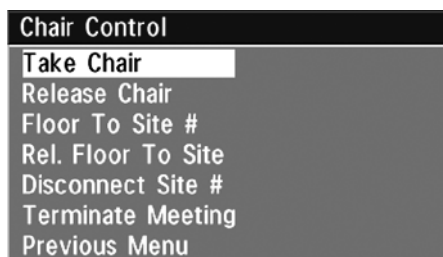 Chair Control
Take Chair
Release Chair
Floor To Site #
Rel. Floor To Site
Disconnect Site #
Terminate Meeting
Previous Menu